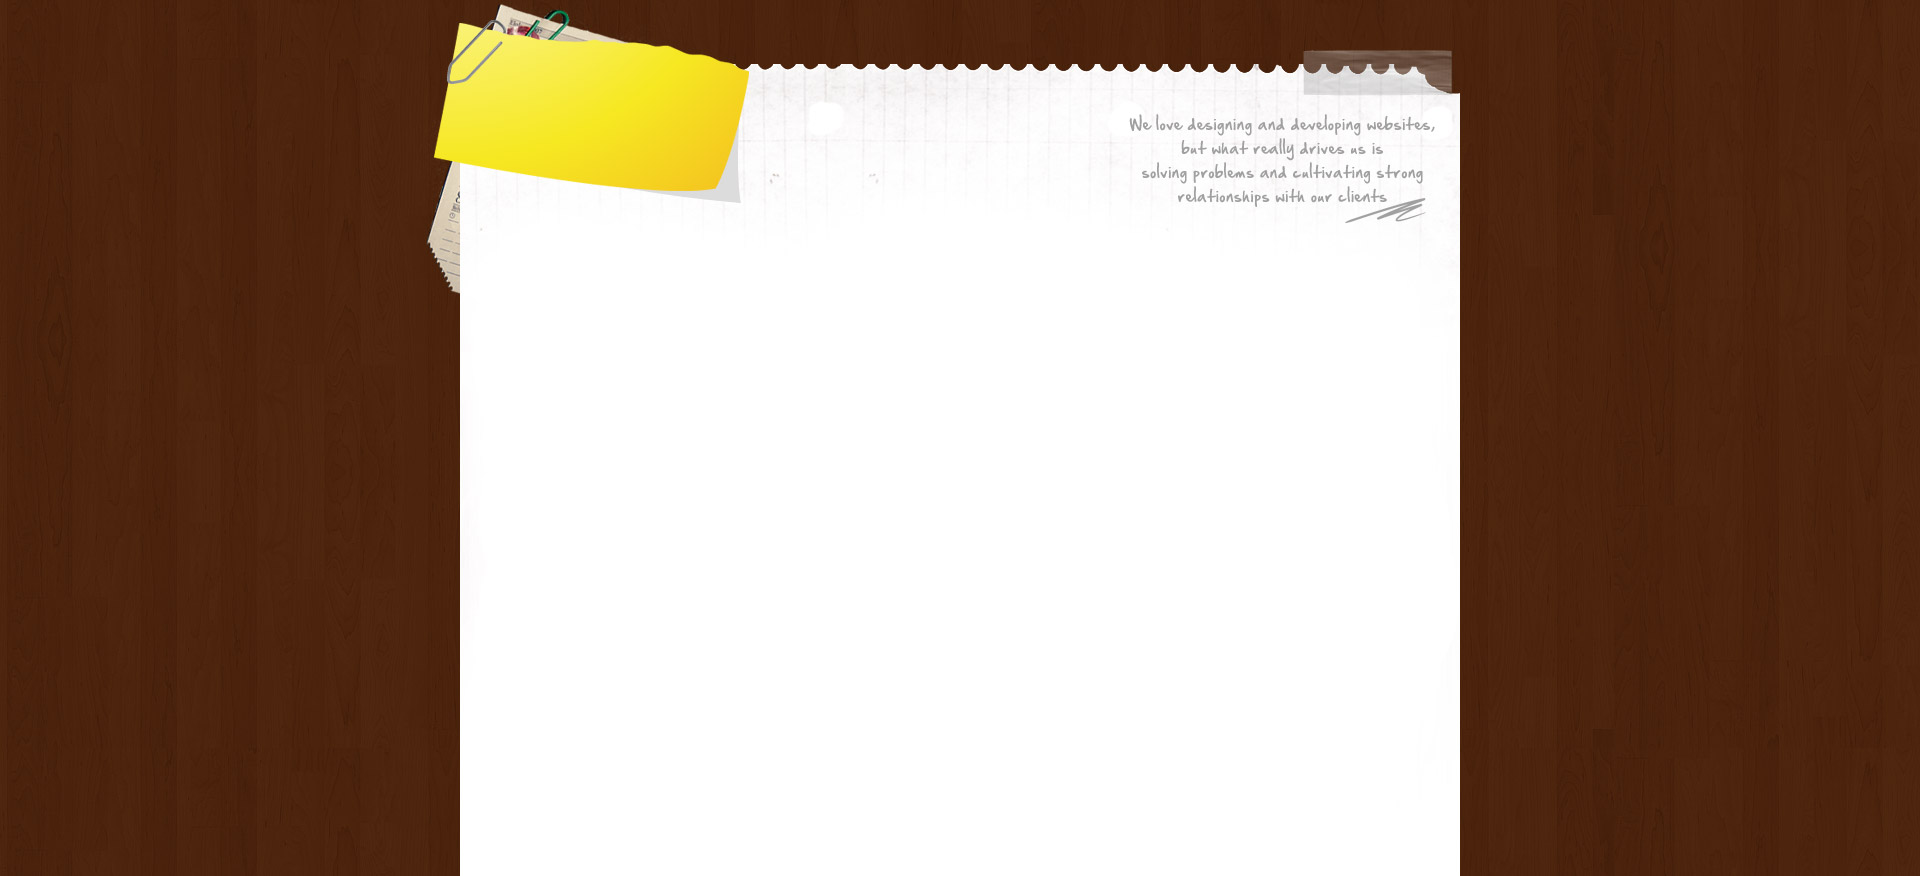 We love designing and developing websites,
but what really drives us is
solving problems and cultivating strong
relationships with our clients